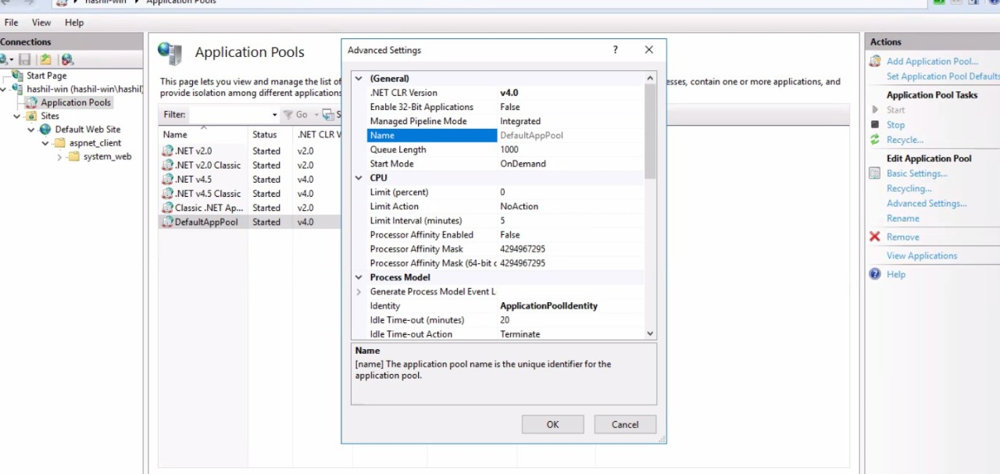 hashil-win Application Pools
File View Help
Connections
Start Page
hashil-win (hashil-win\hashil
Application Pools
Sites
Default Web Site
aspnet_client
system_web
Application Pools
This page lets you view and manage the list of
esses, contain one or more applications, and
provide isolation among different applications
Filter: Go S
Name Status .NET CLR V
.NET v2.0 Started v2.0
.NET v2.0 Classic Started v2.0
.NET v4.5 Started v4.0
.NET v4.5 Classic Started v4.0
Classic .NET Ap... Started v2.0
DefaultAppPool Started v4.0
Advanced Settings ?
(General)
.NET CLR Version v4.0
Enable 32-Bit Applications False
Managed Pipeline Mode Integrated
Name DefaultAppPool
Queue Length 1000
Start Mode OnDemand
CPU
Limit (percent) 0
Limit Action NoAction
Limit Interval (minutes) 5
Processor Affinity Enabled False
Processor Affinity Mask 4294967295
Processor Affinity Mask (64-bit c 4294967295
Process Model
Generate Process Model Event L
Identity ApplicationPoolIdentity
Idle Time-out (minutes) 20
Idle Time-out Action Terminate
Name
[name] The application pool name is the unique identifier for the
application pool.
OK Cancel
Actions
Add Application Pool...
Set Application Pool Defaults
Application Pool Tasks
Start
Stop
Recycle...
Edit Application Pool
Basic Settings...
Recycling...
Advanced Settings...
Rename
Remove
View Applications
Help